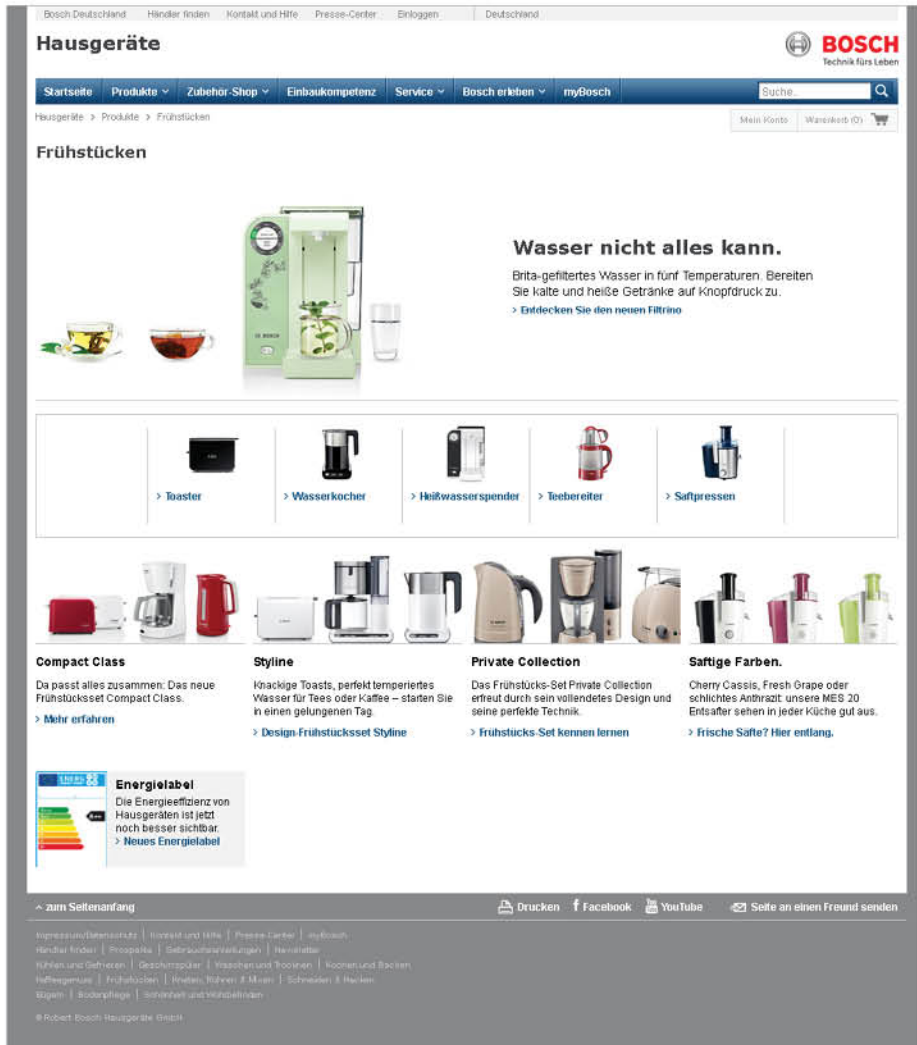 Bosch Deutschland Händler finden Kontakt und Hilfe Presse-Center Einloggen Deutschland
Hausgeräte
BOSCH
Technik fürs Leben
Startseite Produkte Zubehör-Shop Einbaukompetenz Service Bosch erleben myBosch Suche..
Hausgeräte > Produkte > Frühstücken
Mein Konto Warenkorb (0)
Frühstücken
Wasser nicht alles kann.
Brita-gefiltertes Wasser in fünf Temperaturen. Bereiten
Sie kalte und heiße Getränke auf Knopfdruck zu.
> Entdecken Sie den neuen Filtrino
BOSCH
> Toaster > Wasserkocher > Heißwasserspender > Teebereiter > Saftpressen
Compact Class
Da passt alles zusammen: Das neue
Frühstücksset Compact Class.
> Mehr erfahren
Styline
Knackige Toasts, perfekt temperiertes
Wasser für Tees oder Kaffee – starten Sie
in einen gelungenen Tag.
> Design-Frühstücksset Styline
Private Collection
Das Frühstücks-Set Private Collection
erfreut durch sein vollendetes Design und
seine perfekte Technik.
> Frühstücks-Set kennen lernen
Saftige Farben.
Cherry Cassis, Fresh Grape oder
schlichtes Anthrazit: unsere MES 20
Entsafter sehen in jeder Küche gut aus.
> Frische Säfte? Hier entlang.
ENERG
Energielabel
Die Energieeffizienz von
Hausgeräten ist jetzt
noch besser sichtbar.
> Neues Energielabel
zum Seitenanfang
Drucken Facebook YouTube Seite an einen Freund senden
Impressum/Datenschutz | Kontakt und Hilfe | Presse-Center | myBosch
Händler finden | Prospekte | Gebrauchsanleitungen | Newsletter
Kühlen und Gefrieren | Geschirrspüler | Waschen und Trocknen | Kochen und Backen
Kaffeegenuss | Frühstücken | Kneten, Rühren & Mixen | Schneiden & Hacken
Bügeln | Bodenpflege | Schönheit und Wohlbefinden
© Robert Bosch Hausgeräte GmbH